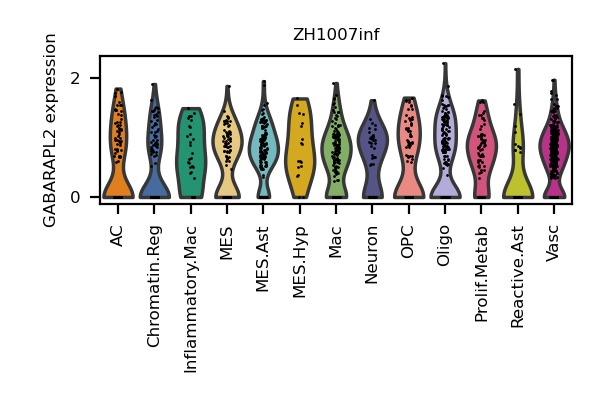 ZH1007inf
GABARAPL2 expression
2
0
AC
Chromatin.Reg
Inflammatory.Mac
MES
MES.Ast
MES.Hyp
Mac
Neuron
OPC
Oligo
Prolif.Metab
Reactive.Ast
Vasc